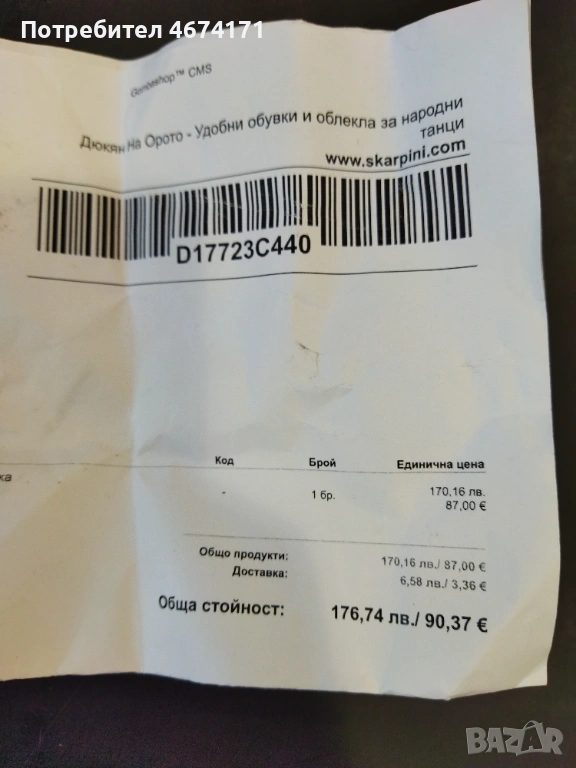 Потребител 4674171
Gombashop™ CMS
Дюкян На Орото - Удобни обувки и облекла за народни
танци
www.skarpini.com
D17723C440
Код Брой Единична цена
ка
- 1 бр. 170,16 лв.
87,00 €
Общо продукти: 170,16 лв./ 87,00 €
Доставка: 6,58 лв./ 3,36 €
Обща стойност: 176,74 лв./ 90,37 €
BAZAR